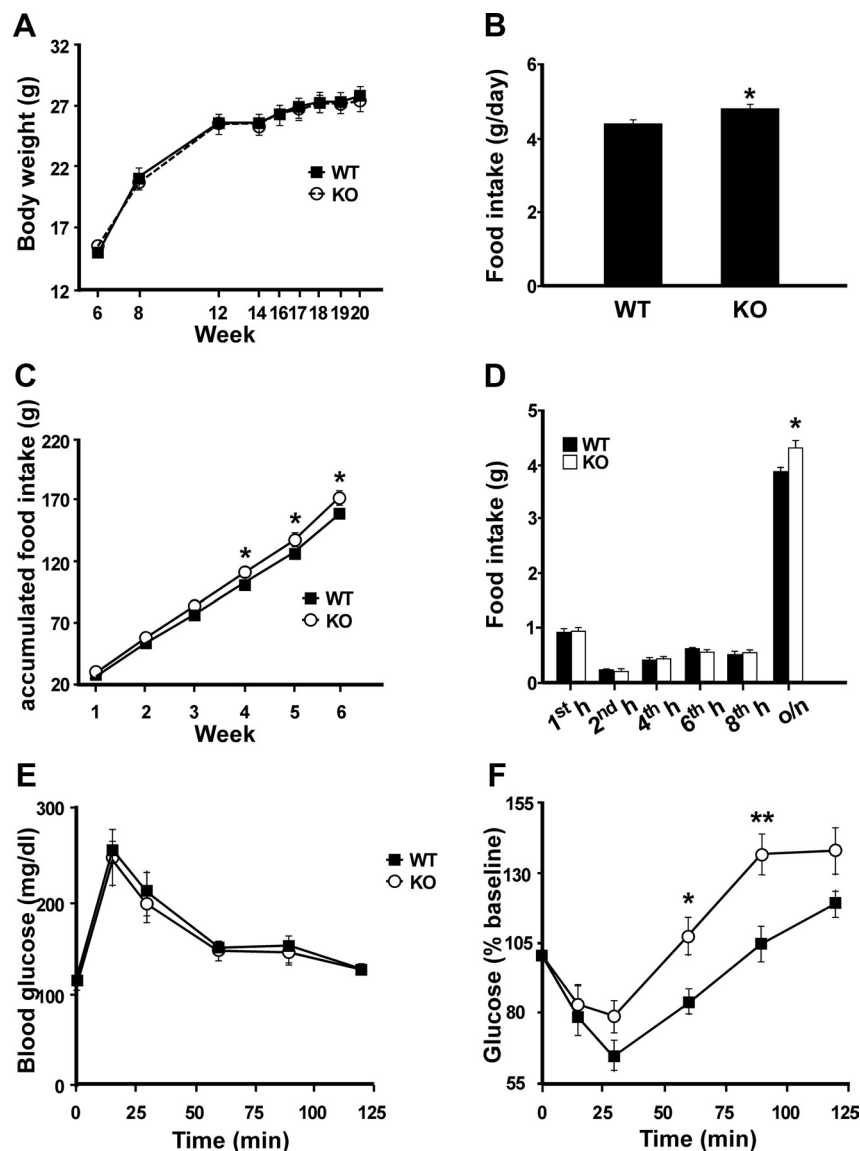 A
Body weight (g)
32
27
22
17
12
WT
KO
6 8 12 14 16 17 18 19 20
Week
B
Food intake (g/day)
6
4
2
0
*
WT KO
C
accumulated food intake (g)
220
170
120
70
20
* * *
WT
KO
1 2 3 4 5 6
Week
D
Food intake (g)
5
4
3
2
1
0
WT
KO
*
1st h 2nd h 4th h 6th h 8th h o/n
E
Blood glucose (mg/dl)
300
200
100
0
WT
KO
0 25 50 75 100 125
Time (min)
F
Glucose (% baseline)
155
130
105
80
55
* **
0 25 50 75 100 125
Time (min)